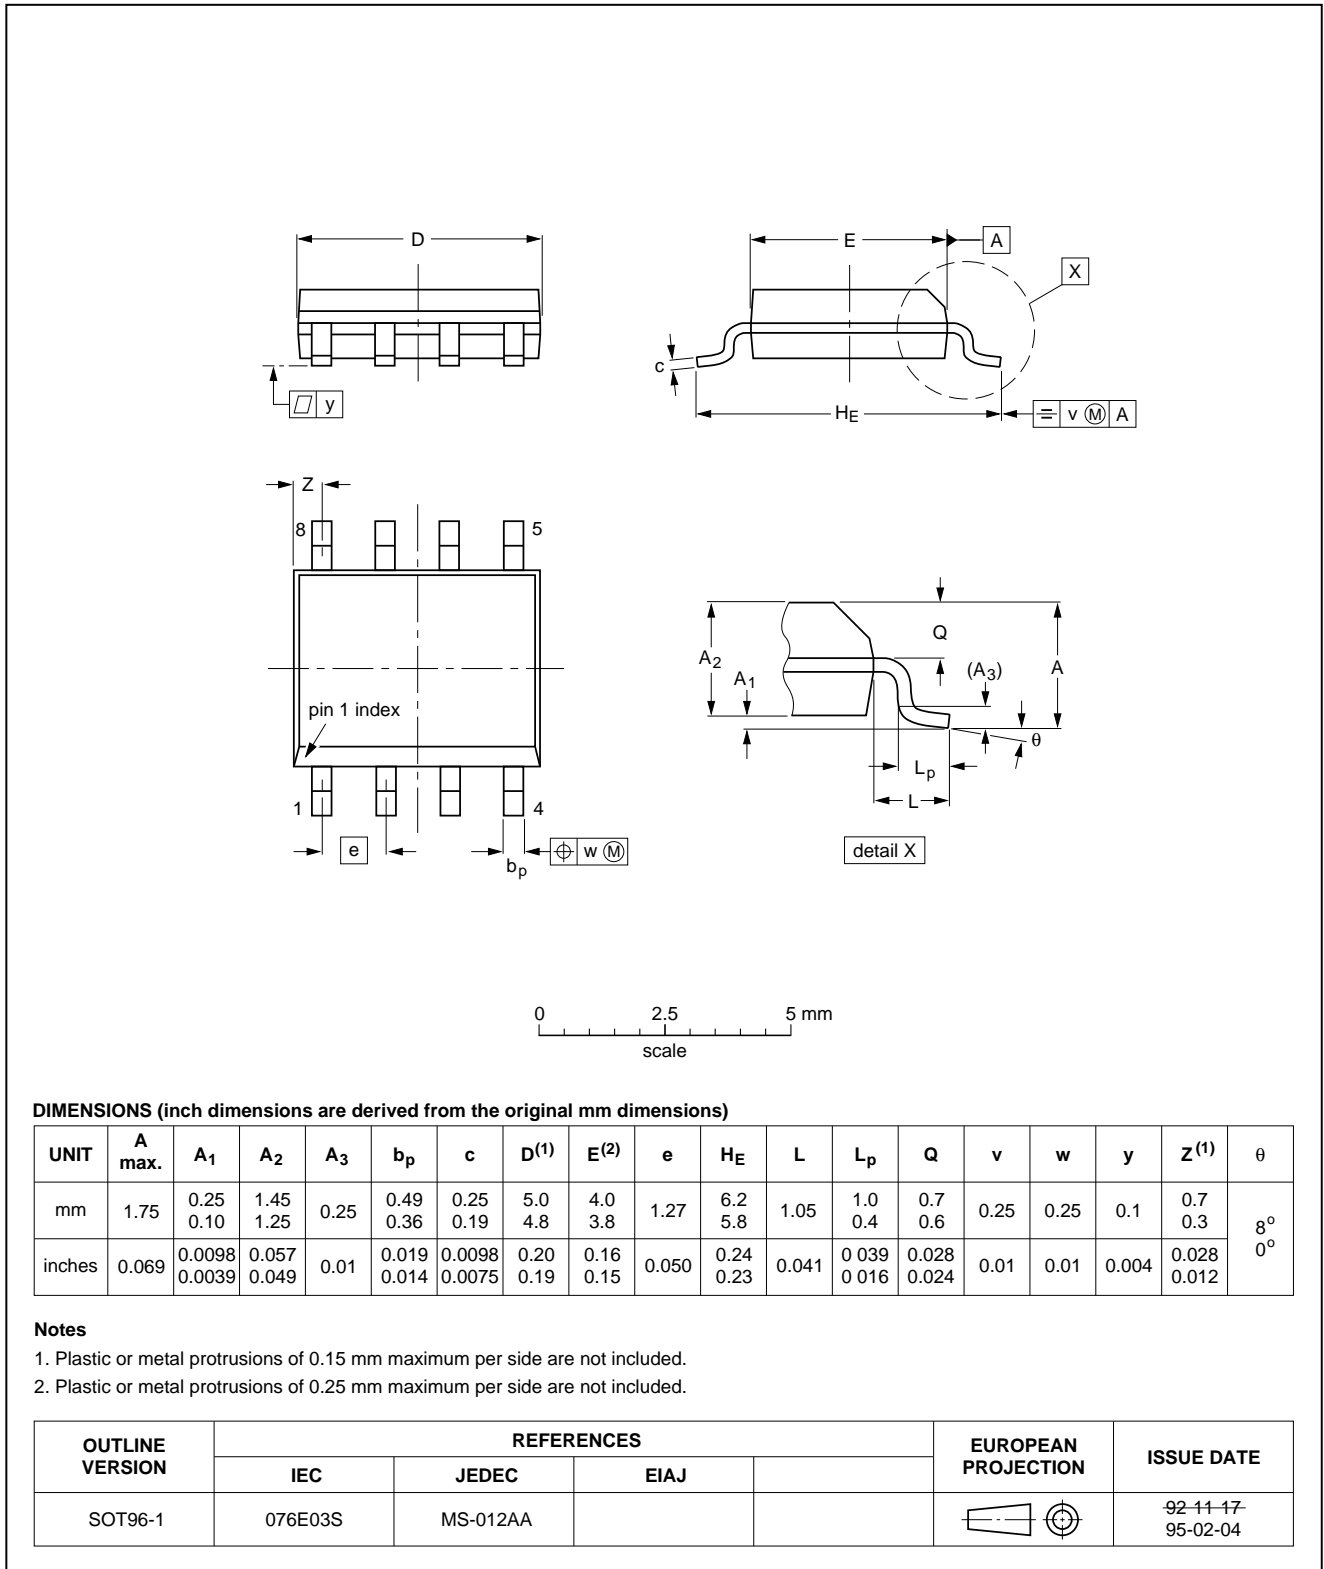 D
E
A
X
c
y
HE
v M A
Z
8
5
pin 1 index
1
4
e
bp
w M
A2
A1
Q
(A3)
A
θ
Lp
L
detail X
0 2.5 5 mm
scale
DIMENSIONS (inch dimensions are derived from the original mm dimensions)
UNIT A max. A1 A2 A3 bp c D(1) E(2) e HE L Lp Q v w y Z(1) θ
mm 1.75 0.25 0.10 1.45 1.25 0.25 0.49 0.36 0.25 0.19 5.0 4.8 4.0 3.8 1.27 6.2 5.8 1.05 1.0 0.4 0.7 0.6 0.25 0.25 0.1 0.7 0.3 8o 0o
inches 0.069 0.0098 0.0039 0.057 0.049 0.01 0.019 0.014 0.0098 0.0075 0.20 0.19 0.16 0.15 0.050 0.24 0.23 0.041 0 039 0 016 0.028 0.024 0.01 0.01 0.004 0.028 0.012
Notes
1. Plastic or metal protrusions of 0.15 mm maximum per side are not included.
2. Plastic or metal protrusions of 0.25 mm maximum per side are not included.
OUTLINE VERSION REFERENCES EUROPEAN PROJECTION ISSUE DATE
IEC JEDEC EIAJ
SOT96-1 076E03S MS-012AA 92-11-17
95-02-04